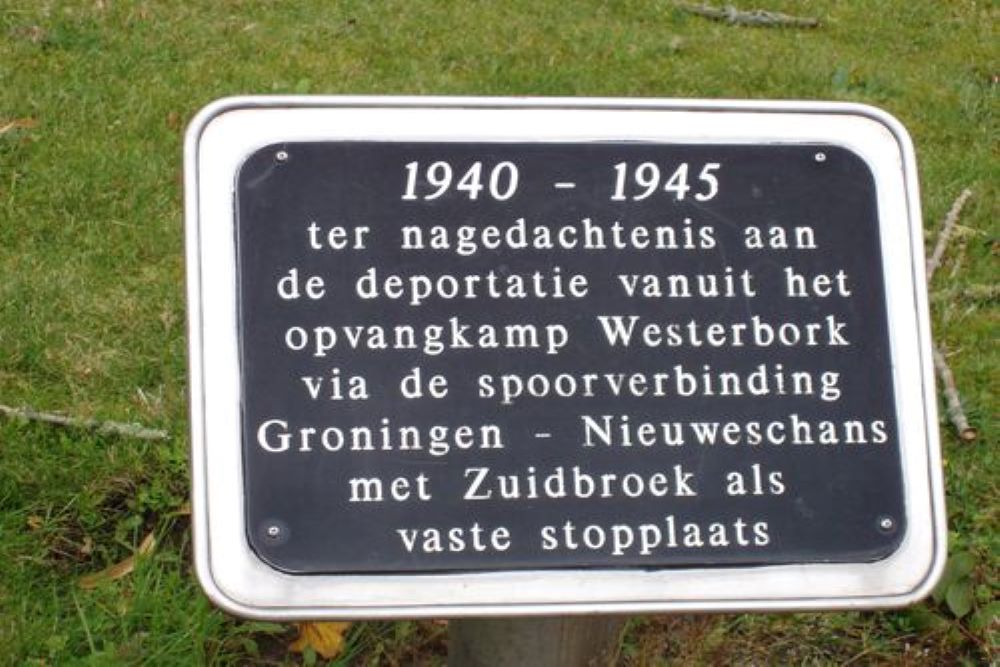 1940 - 1945
ter nagedachtenis aan
de deportatie vanuit het
opvangkamp Westerbork
via de spoorverbinding
Groningen - Nieuweschans
met Zuidbroek als
vaste stopplaats